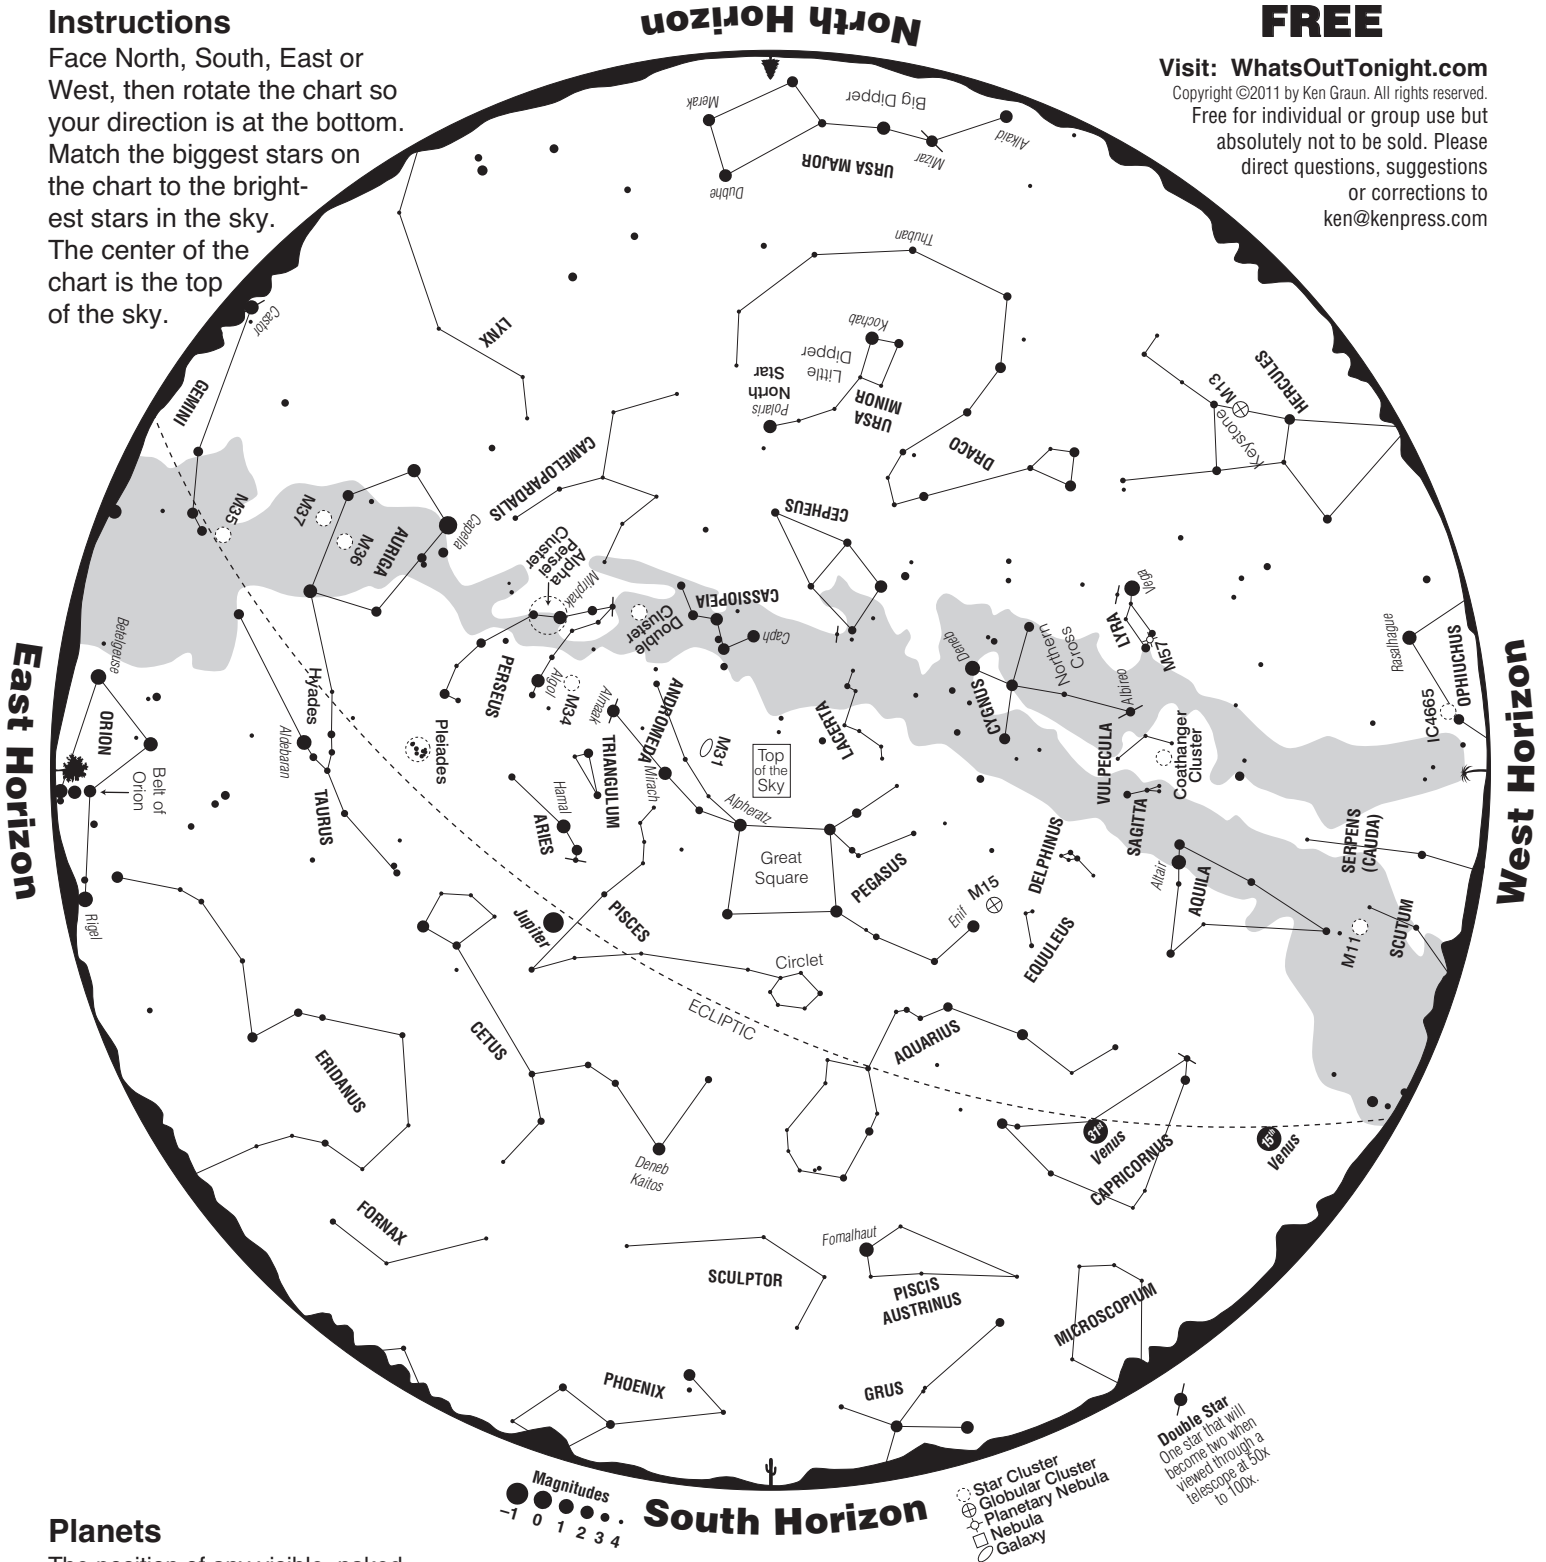 Instructions
Face North, South, East or
West, then rotate the chart so
your direction is at the bottom.
Match the biggest stars on
the chart to the bright-
est stars in the sky.
The center of the
chart is the top
of the sky.
North Horizon
FREE
Visit: WhatsOutTonight.com
Copyright ©2011 by Ken Graun. All rights reserved.
Free for individual or group use but
absolutely not to be sold. Please
direct questions, suggestions
or corrections to
ken@kenpress.com
Merak
Big Dipper
Alkaid
Mizar
URSA MAJOR
Dubhe
Thuban
Castor
LYNX
Kochab
Little
Dipper
North
Star
Polaris
URSA
MINOR
HERCULES
M13
Keystone
GEMINI
CAMELOPARDALIS
DRACO
CEPHEUS
M35
M37
M36
AURIGA
Capella
Alpha
Persei
Cluster
Mirphak
Double
Cluster
CASSIOPEIA
Caph
Vega
LYRA
M57
Rasalhague
OPHIUCHUS
IC4665
Betelgeuse
ORION
Belt of
Orion
Rigel
East Horizon
Hyades
Aldebaran
TAURUS
Pleiades
PERSEUS
Algol
M34
Almaak
ANDROMEDA
M31
Mirach
TRIANGULUM
Hamal
ARIES
Top
of the
Sky
Alpheratz
Great
Square
PEGASUS
LACERTA
Deneb
CYGNUS
Northern
Cross
Albireo
VULPECULA
Coathanger
Cluster
SAGITTA
DELPHINUS
Altair
AQUILA
SERPENS
(CAUDA)
SCUTUM
M11
West Horizon
M15
Enif
EQUULEUS
Jupiter
PISCES
Circlet
ECLIPTIC
CETUS
AQUARIUS
ERIDANUS
Deneb
Kaitos
31st
Venus
CAPRICORNUS
15th
Venus
FORNAX
SCULPTOR
Fomalhaut
PISCIS
AUSTRINUS
MICROSCOPIUM
PHOENIX
GRUS
Magnitudes
–1 0 1 2 3 4
South Horizon
Star Cluster
Globular Cluster
Planetary Nebula
Nebula
Galaxy
Double Star
One star that will
become two when
viewed through a
telescope at 50x
to 100x.
Planets
The position of any visible, naked